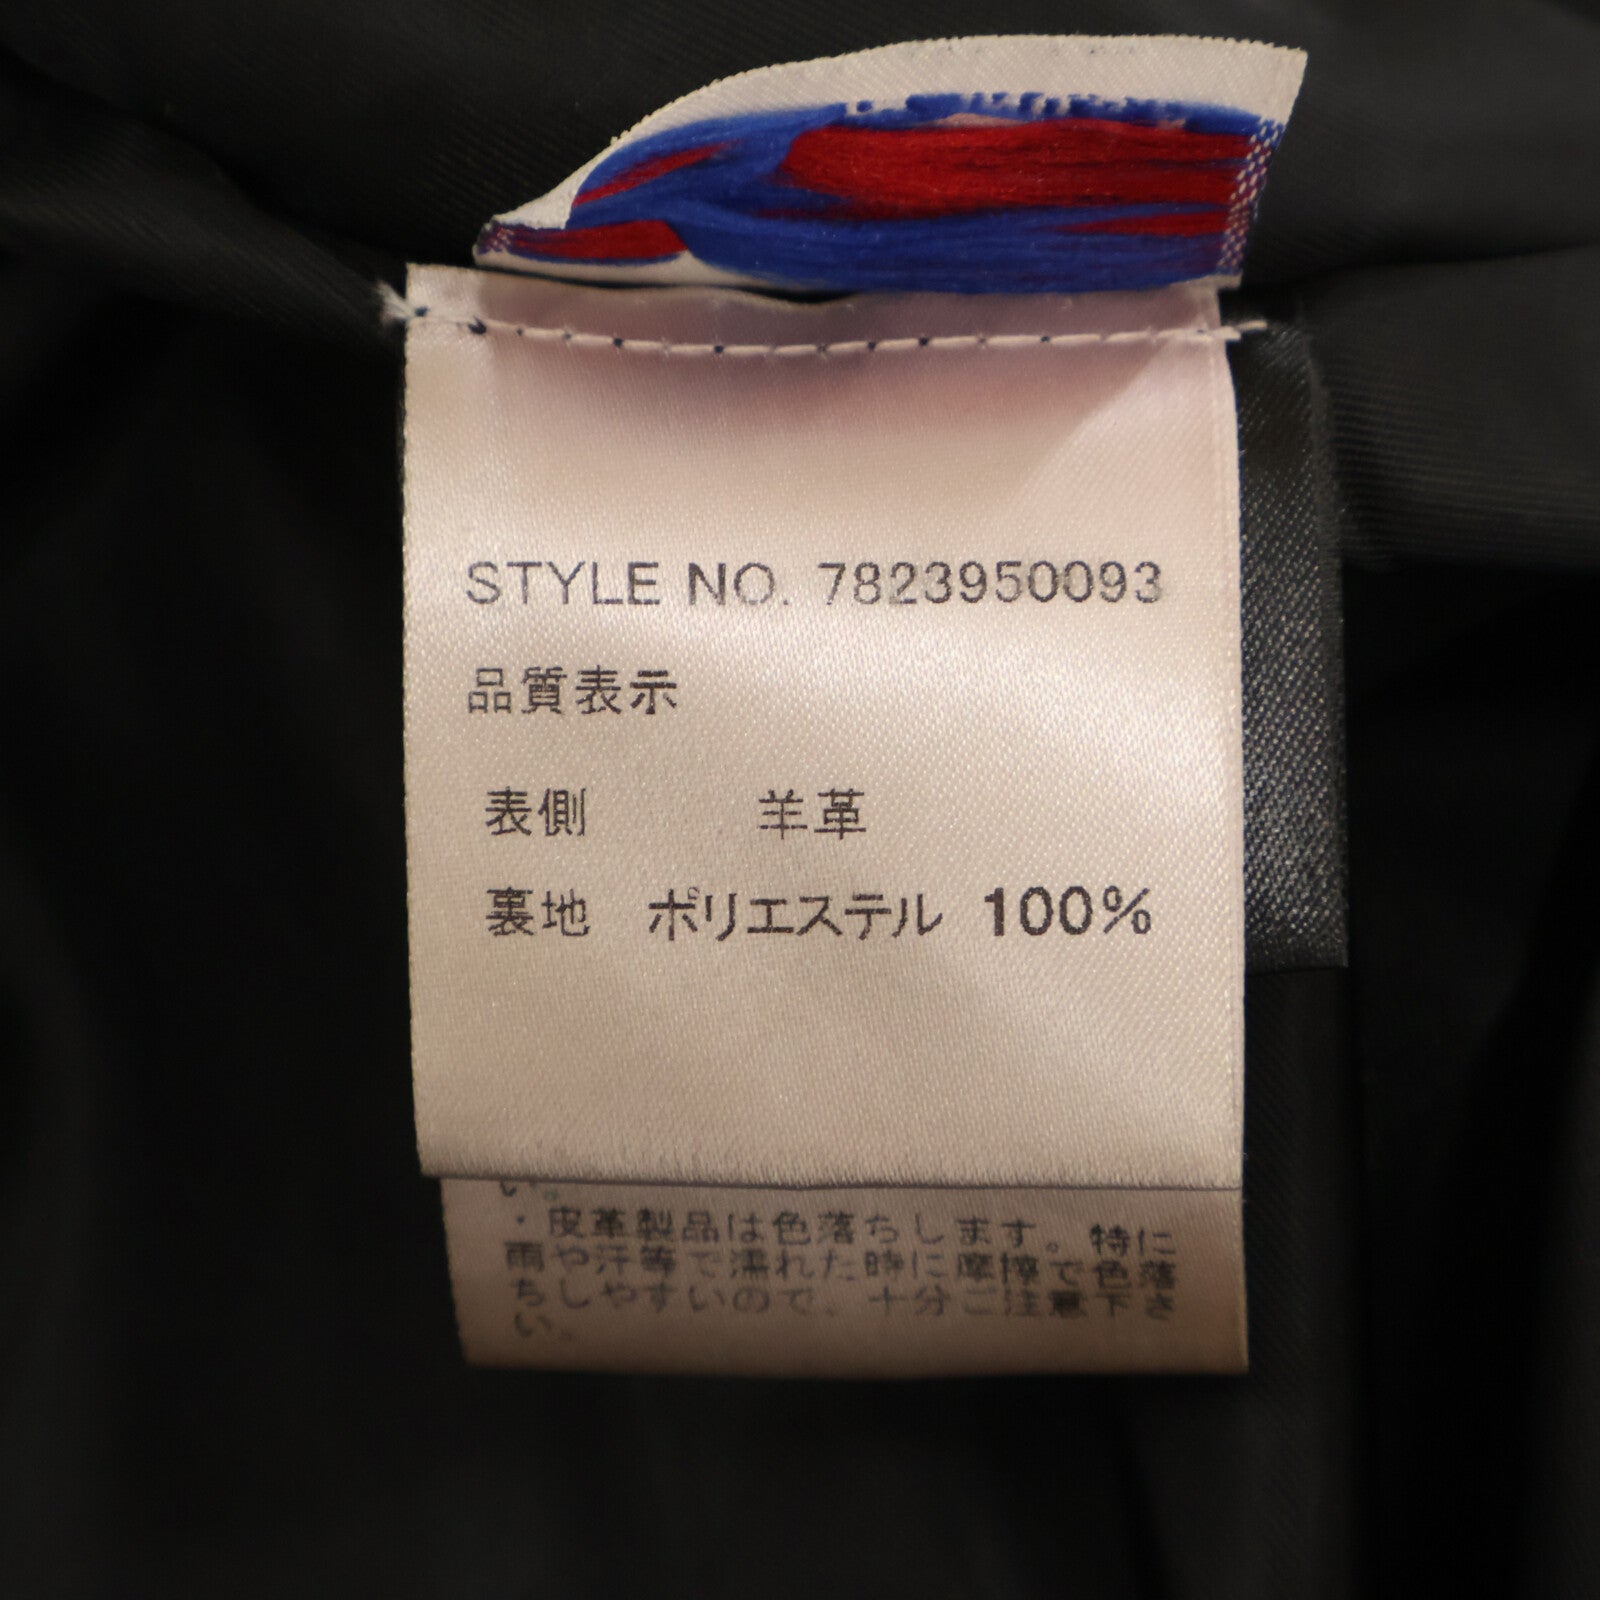 STYLE NO. 7823950093
品質表示
表側 羊革
裏地 ポリエステル 100%
い。
・皮革製品は色落ちします。特に
雨や汗等で濡れた時に摩擦で色落
ちしやすいので、十分ご注意下さ
い。